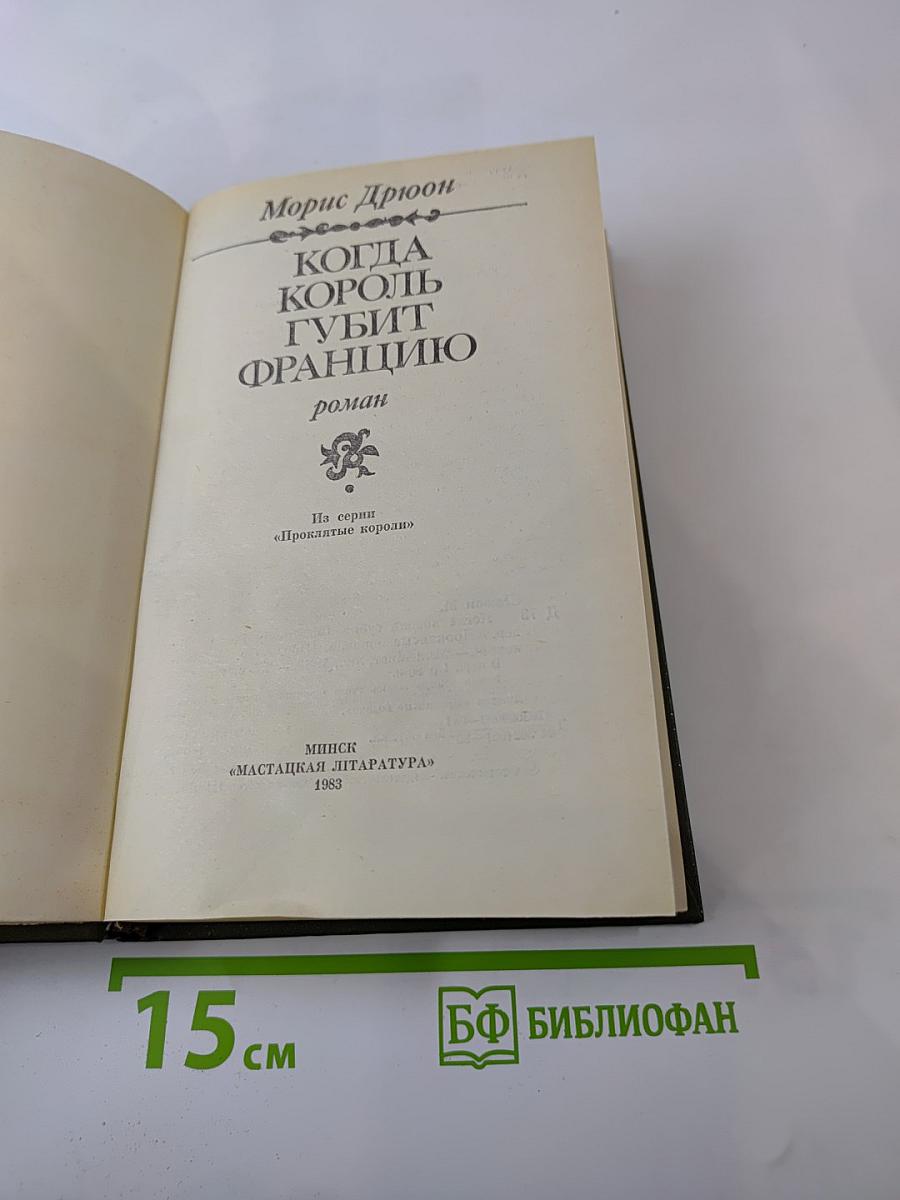 Морис Дрюон
КОГДА
КОРОЛЬ
ГУБИТ
ФРАНЦИЮ
роман
Из серии
«Проклятые короли»
МИНСК
«МАСТАЦКАЯ ЛІТАРАТУРА»
1983
15 см
БФ БИБЛИОФАН